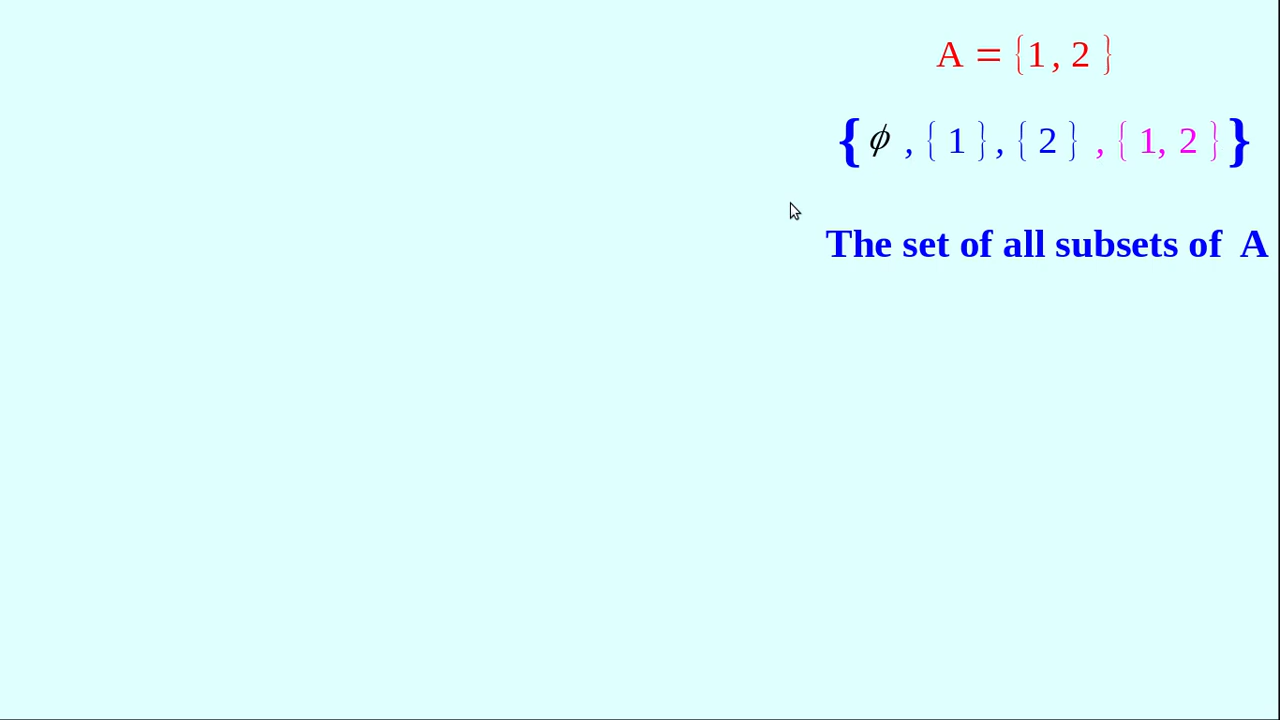 A = {1, 2 }
{ ϕ , { 1 }, { 2 } , { 1, 2 } }
The set of all subsets of A